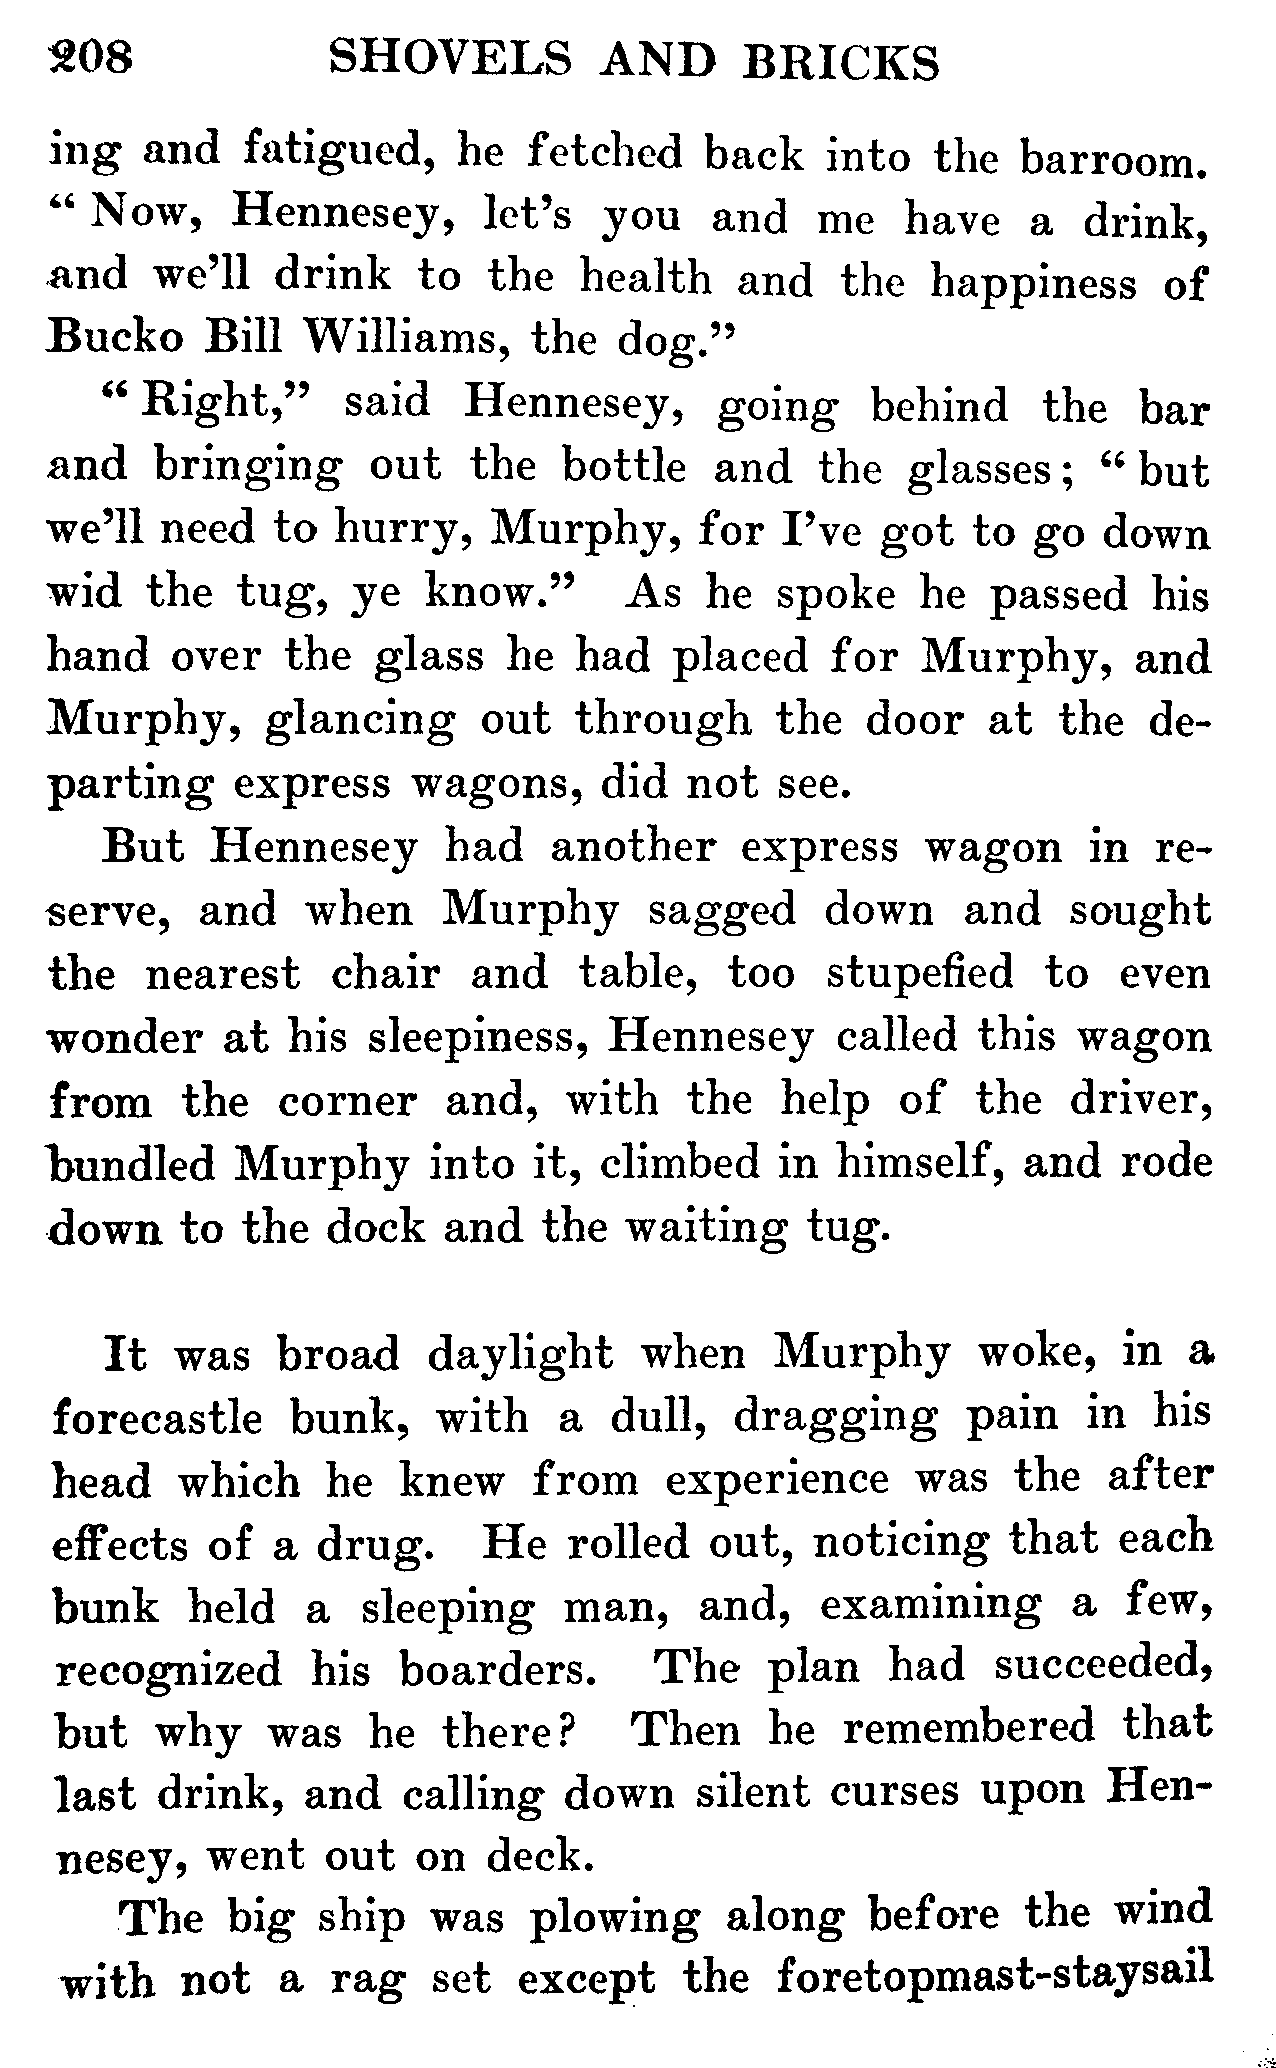 208 SHOVELS AND BRICKS
ing and fatigued, he fetched back into the barroom.
“ Now, Hennesey, let’s you and me have a drink,
and we’ll drink to the health and the happiness of
Bucko Bill Williams, the dog.”
“ Right,” said Hennesey, going behind the bar
and bringing out the bottle and the glasses; “ but
we’ll need to hurry, Murphy, for I’ve got to go down
wid the tug, ye know.” As he spoke he passed his
hand over the glass he had placed for Murphy, and
Murphy, glancing out through the door at the de-
parting express wagons, did not see.
But Hennesey had another express wagon in re-
serve, and when Murphy sagged down and sought
the nearest chair and table, too stupefied to even
wonder at his sleepiness, Hennesey called this wagon
from the corner and, with the help of the driver,
bundled Murphy into it, climbed in himself, and rode
down to the dock and the waiting tug.
It was broad daylight when Murphy woke, in a
forecastle bunk, with a dull, dragging pain in his
head which he knew from experience was the after
effects of a drug. He rolled out, noticing that each
bunk held a sleeping man, and, examining a few,
recognized his boarders. The plan had succeeded,
but why was he there? Then he remembered that
last drink, and calling down silent curses upon Hen-
nesey, went out on deck.
The big ship was plowing along before the wind
with not a rag set except the foretopmast-staysail